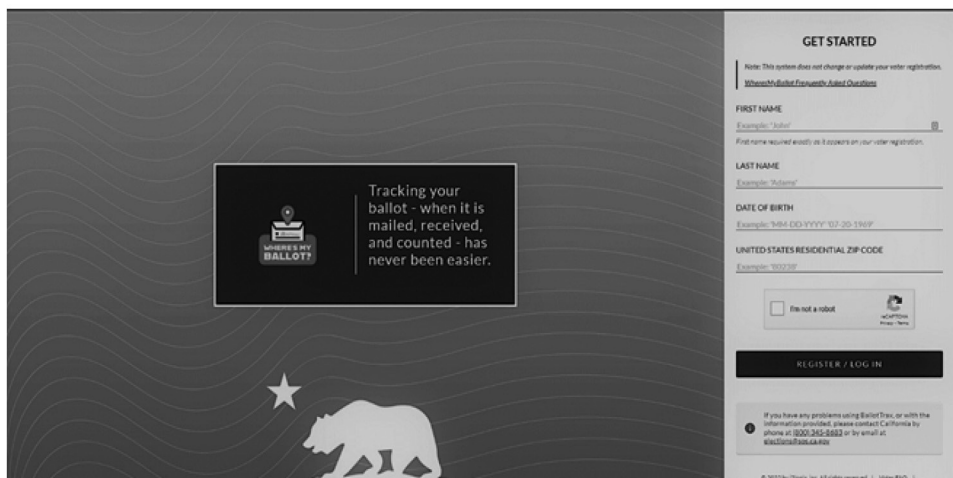 GET STARTED
Note: This system does not change or update your voter registration.
WheresMyBallot Frequently Asked Questions
FIRST NAME
Example: 'John'
First name required exactly as it appears on your voter registration.
LAST NAME
Example: 'Adams'
DATE OF BIRTH
Example: 'MM-DD-YYYY' '07-20-1969'
UNITED STATES RESIDENTIAL ZIP CODE
Example: '80238'
I'm not a robot
reCAPTCHA
Privacy - Terms
REGISTER / LOG IN
If you have any problems using BallotTrax, or with the
information provided, please contact California by
phone at (800) 345-8683 or by email at
elections@sos.ca.gov
Tracking your
ballot - when it is
mailed, received,
and counted - has
never been easier.
WHERE'S MY
BALLOT?